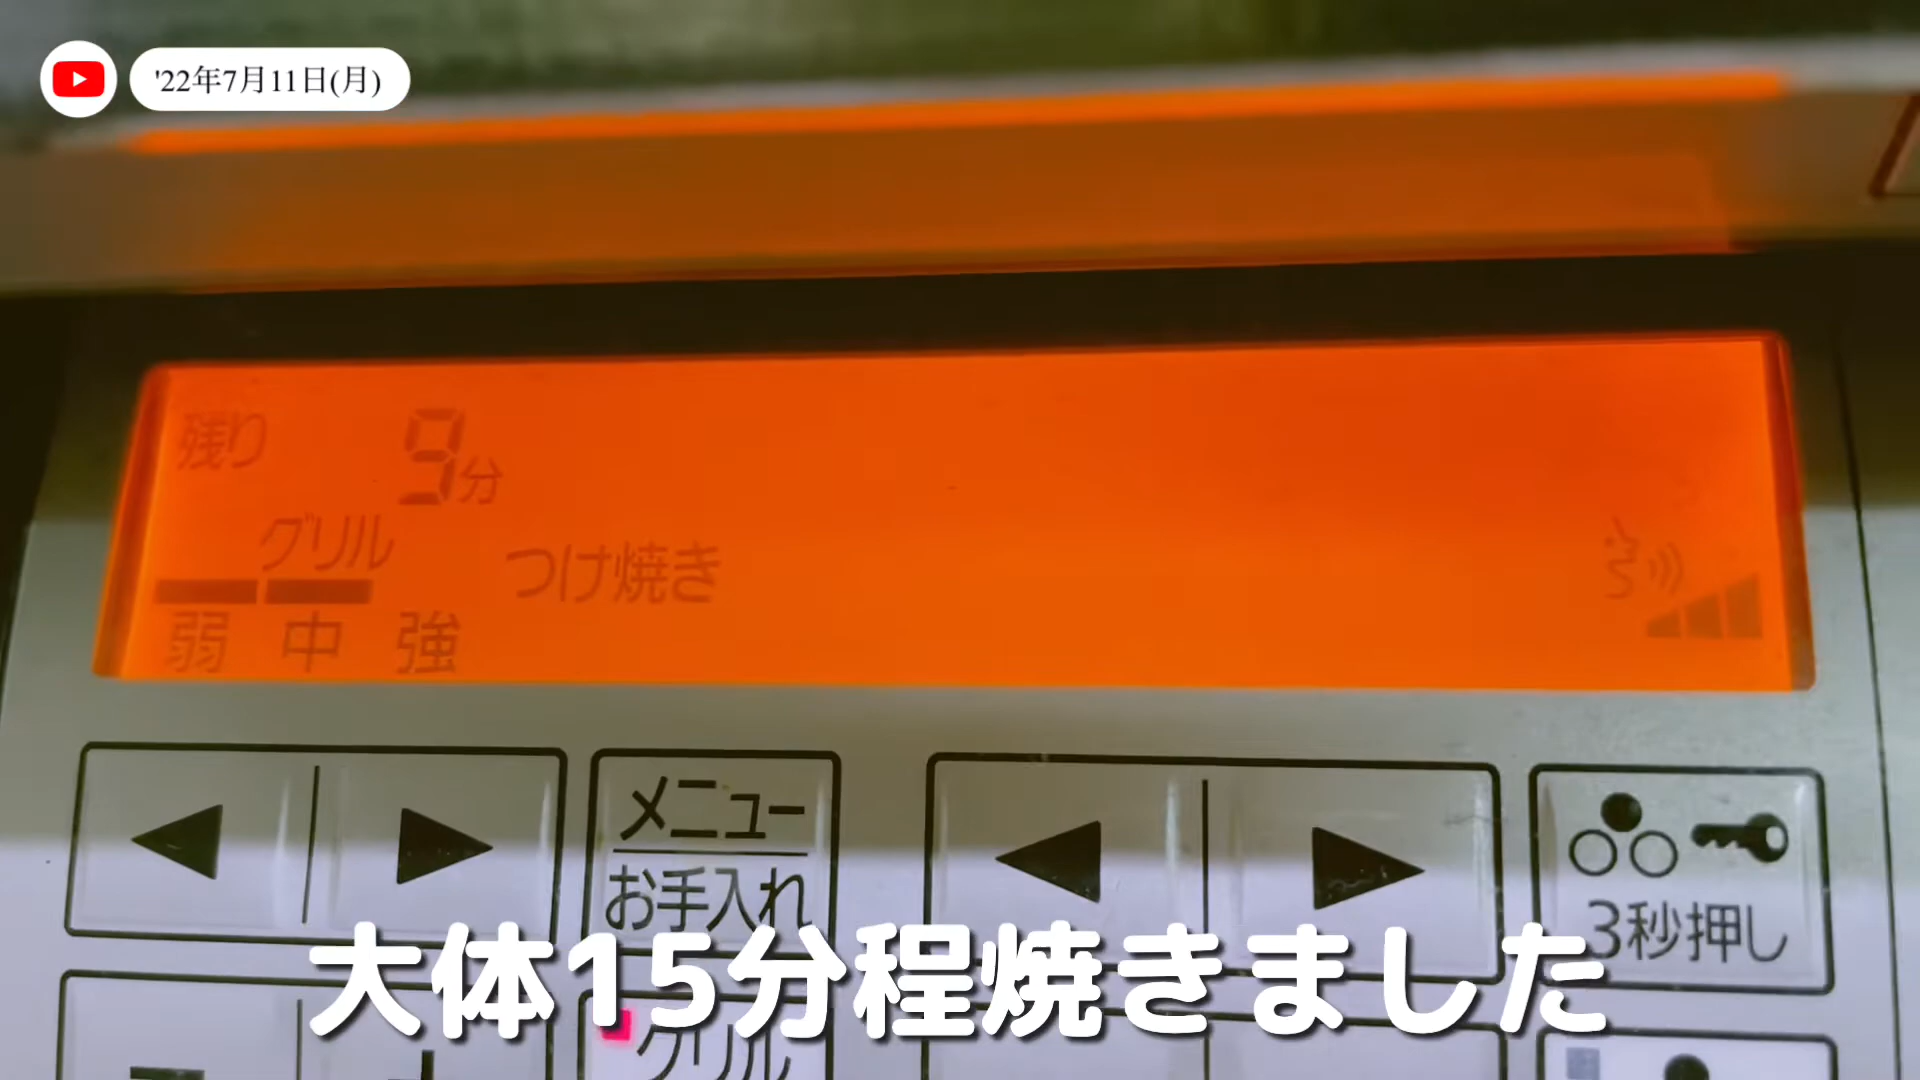 '22年7月11日(月)
残り 9分
グリル
つけ焼き
弱 中 強
メニュー
お手入れ
3秒押し
大体15分程焼きました
グリル